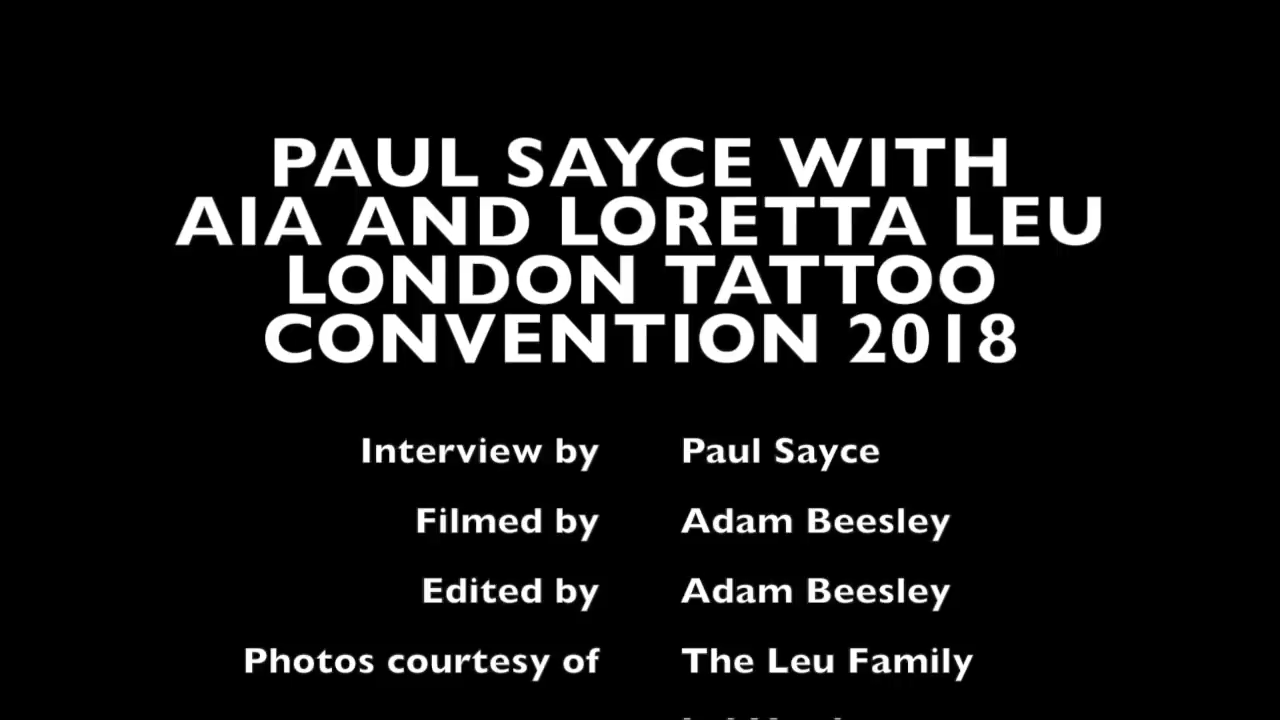 PAUL SAYCE WITH
AIA AND LORETTA LEU
LONDON TATTOO
CONVENTION 2018
Interview by Paul Sayce
Filmed by Adam Beesley
Edited by Adam Beesley
Photos courtesy of The Leu Family